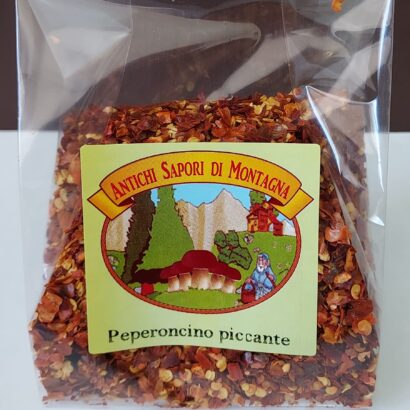 ANTICHI SAPORI DI MONTAGNA
Peperoncino piccante